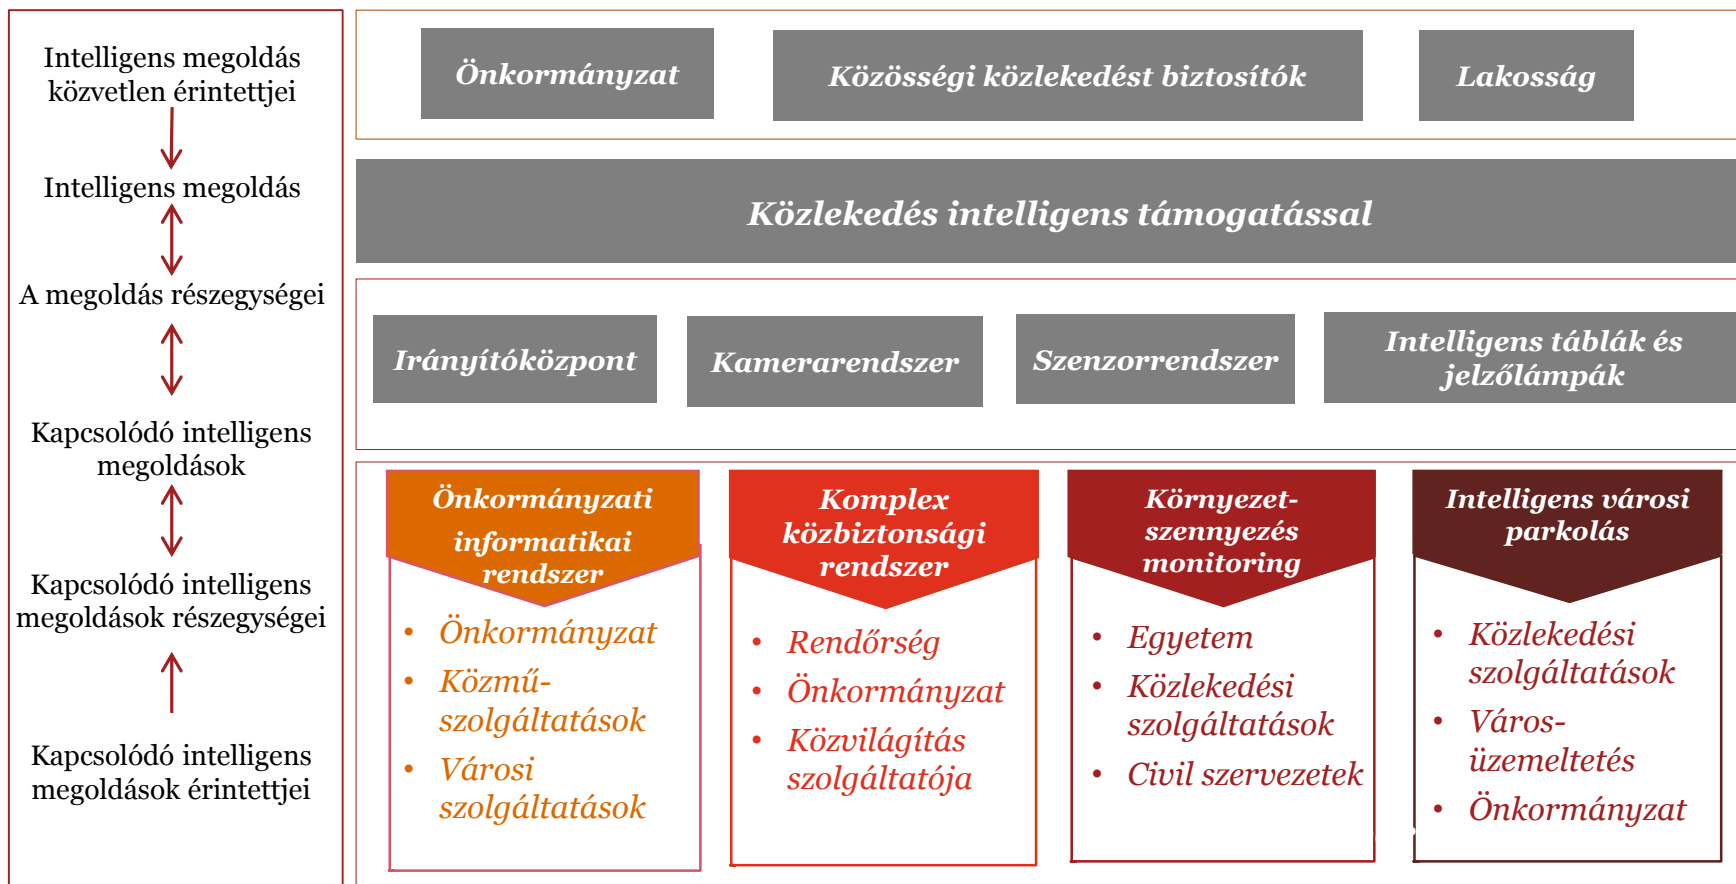 Intelligens megoldás
közvetlen érintettjei
Intelligens megoldás
A megoldás részegységei
Kapcsolódó intelligens
megoldások
Kapcsolódó intelligens
megoldások részegységei
Kapcsolódó intelligens
megoldások érintettjei
Önkormányzat
Közösségi közlekedést biztosítók
Lakosság
Közlekedés intelligens támogatással
Irányítóközpont
Kamerarendszer
Szenzorrendszer
Intelligens táblák és
jelzőlámpák
Önkormányzati
informatikai
rendszer
• Önkormányzat
• Közmű-
szolgáltatások
• Városi
szolgáltatások
Komplex
közbiztonsági
rendszer
• Rendőrség
• Önkormányzat
• Közvilágítás
szolgáltatója
Környezet-
szennyezés
monitoring
• Egyetem
• Közlekedési
szolgáltatások
• Civil szervezetek
Intelligens városi
parkolás
• Közlekedési
szolgáltatások
• Város-
üzemeltetés
• Önkormányzat